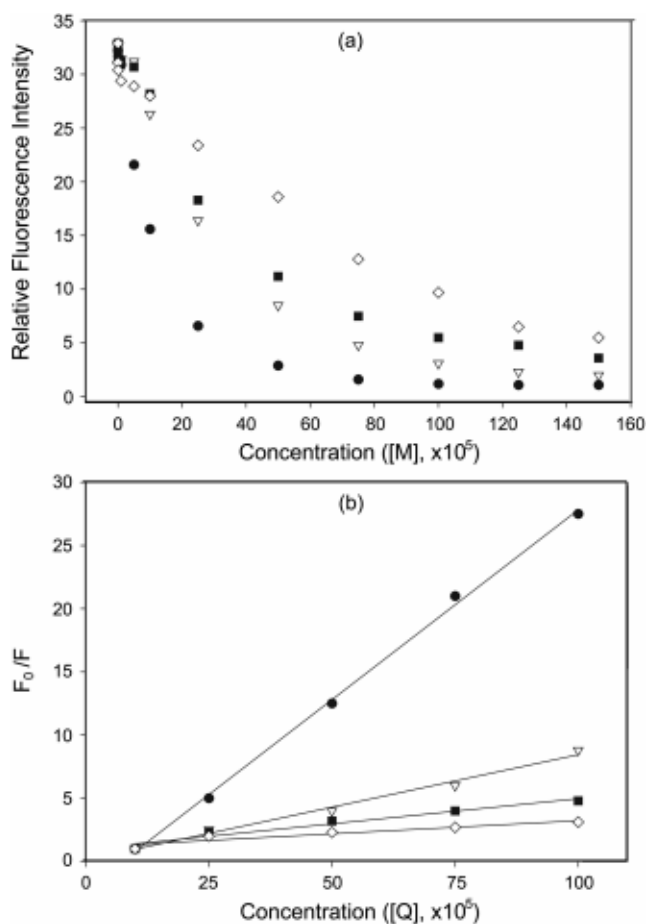 (a)
Relative Fluorescence Intensity
35
30
25
20
15
10
5
0
0 20 40 60 80 100 120 140 160
Concentration ([M], x10⁵)
(b)
F₀ /F
30
25
20
15
10
5
0
0 25 50 75 100
Concentration ([Q], x10⁵)